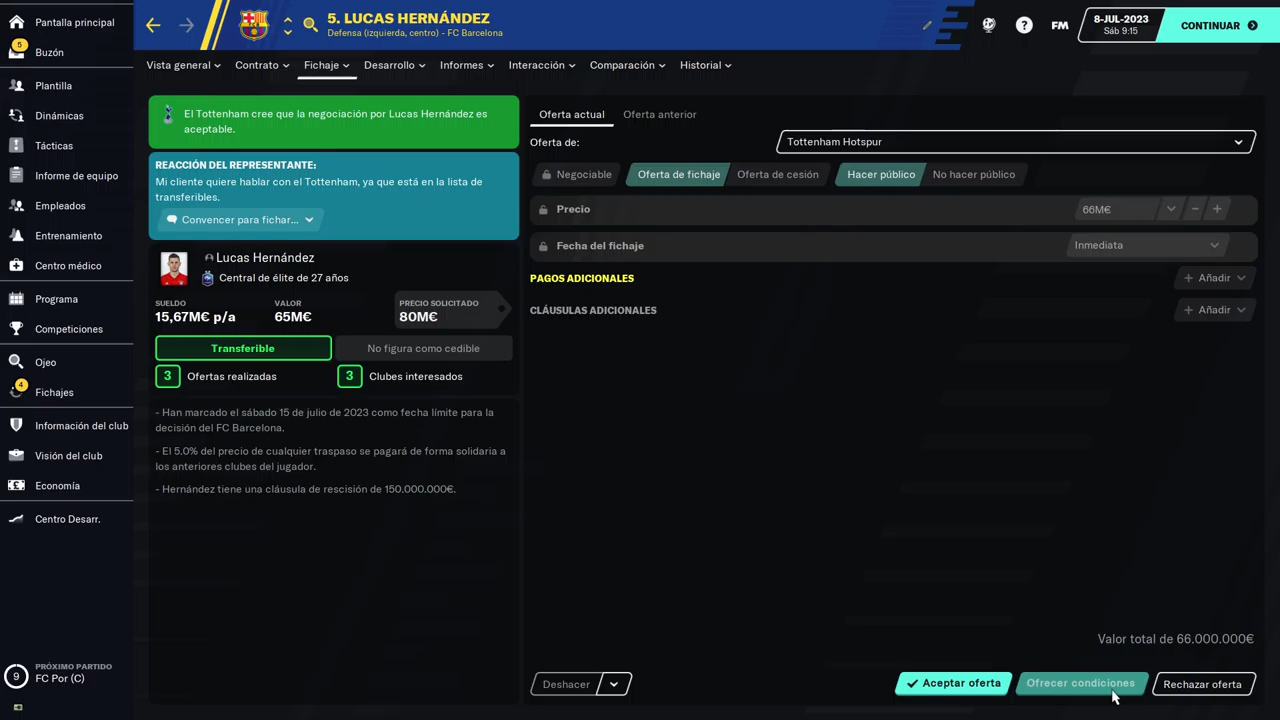 Pantalla principal
5
Buzón
Plantilla
Dinámicas
Tácticas
Informe de equipo
Empleados
Entrenamiento
Centro médico
Programa
Competiciones
Ojeo
4
Fichajes
Información del club
Visión del club
Economía
Centro Desarr.
9
PRÓXIMO PARTIDO
FC Por (C)
5. LUCAS HERNÁNDEZ
Defensa (izquierda, centro) - FC Barcelona
?
FM
8-JUL-2023
Sáb 9:15
CONTINUAR
Vista general
Contrato
Fichaje
Desarrollo
Informes
Interacción
Comparación
Historial
El Tottenham cree que la negociación por Lucas Hernández es
aceptable.
REACCIÓN DEL REPRESENTANTE:
Mi cliente quiere hablar con el Tottenham, ya que está en la lista de
transferibles.
Convencer para fichar...
Lucas Hernández
Central de élite de 27 años
SUELDO
15,67M€ p/a
VALOR
65M€
PRECIO SOLICITADO
80M€
Transferible
No figura como cedible
3 Ofertas realizadas
3 Clubes interesados
- Han marcado el sábado 15 de julio de 2023 como fecha límite para la
decisión del FC Barcelona.
- El 5.0% del precio de cualquier traspaso se pagará de forma solidaria a
los anteriores clubes del jugador.
- Hernández tiene una cláusula de rescisión de 150.000.000€.
Oferta actual
Oferta anterior
Oferta de:
Tottenham Hotspur
Negociable
Oferta de fichaje
Oferta de cesión
Hacer público
No hacer público
Precio
66M€
- +
Fecha del fichaje
Inmediata
PAGOS ADICIONALES
+ Añadir
CLÁUSULAS ADICIONALES
+ Añadir
Valor total de 66.000.000€
Deshacer
Aceptar oferta
Ofrecer condiciones
Rechazar oferta